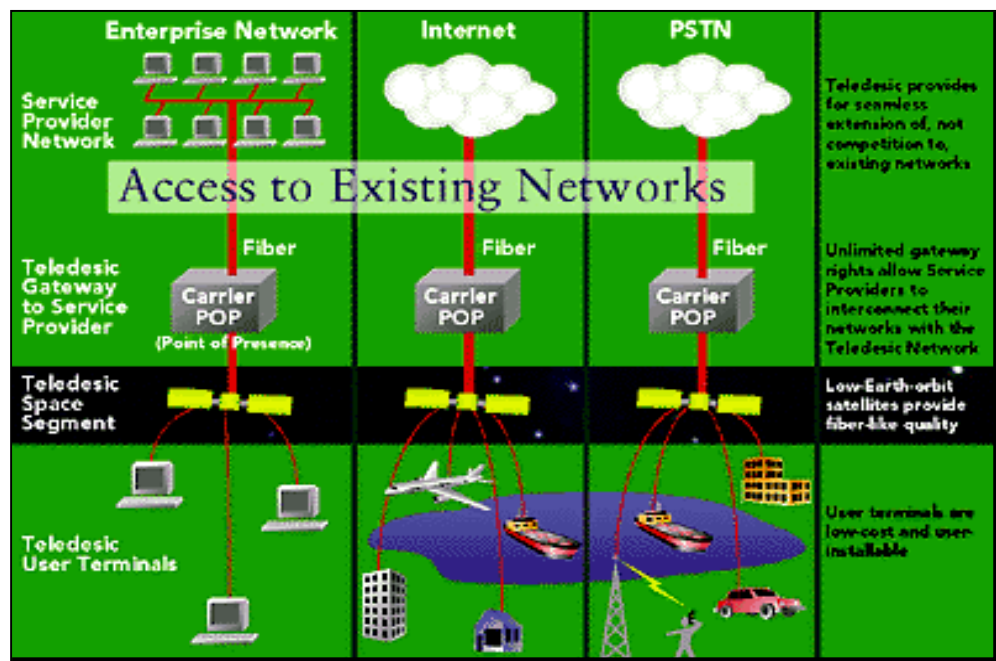 Enterprise Network
Internet
PSTN
Service
Provider
Network
Teledesic provides
for seamless
extension of, not
competition to,
existing networks
Access to Existing Networks
Fiber
Fiber
Fiber
Teledesic
Gateway
to Service
Provider
Carrier
POP
(Point of Presence)
Carrier
POP
Carrier
POP
Unlimited gateway
rights allow Service
Providers to
interconnect their
networks with the
Teledesic Network
Teledesic
Space
Segment
Low-Earth-orbit
satellites provide
fiber-like quality
Teledesic
User Terminals
User terminals are
low-cost and user-
installable